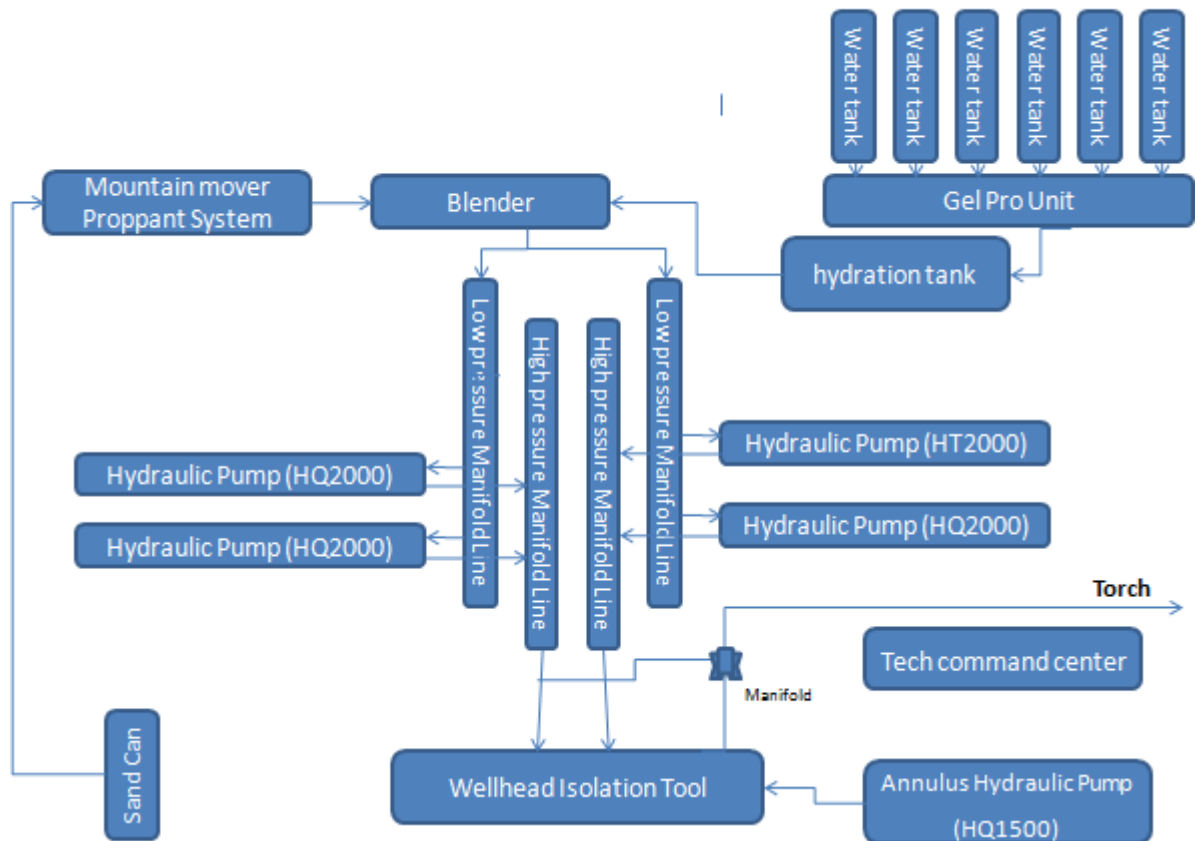 Water tank
Water tank
Water tank
Water tank
Water tank
Water tank
Mountain mover
Proppant System
Blender
Gel Pro Unit
hydration tank
Low pressure Manifold Line
High pressure Manifold Line
High pressure Manifold Line
Low pressure Manifold Line
Hydraulic Pump (HT2000)
Hydraulic Pump (HQ2000)
Hydraulic Pump (HQ2000)
Hydraulic Pump (HQ2000)
Torch
Tech command center
Manifold
Sand Can
Wellhead Isolation Tool
Annulus Hydraulic Pump
(HQ1500)